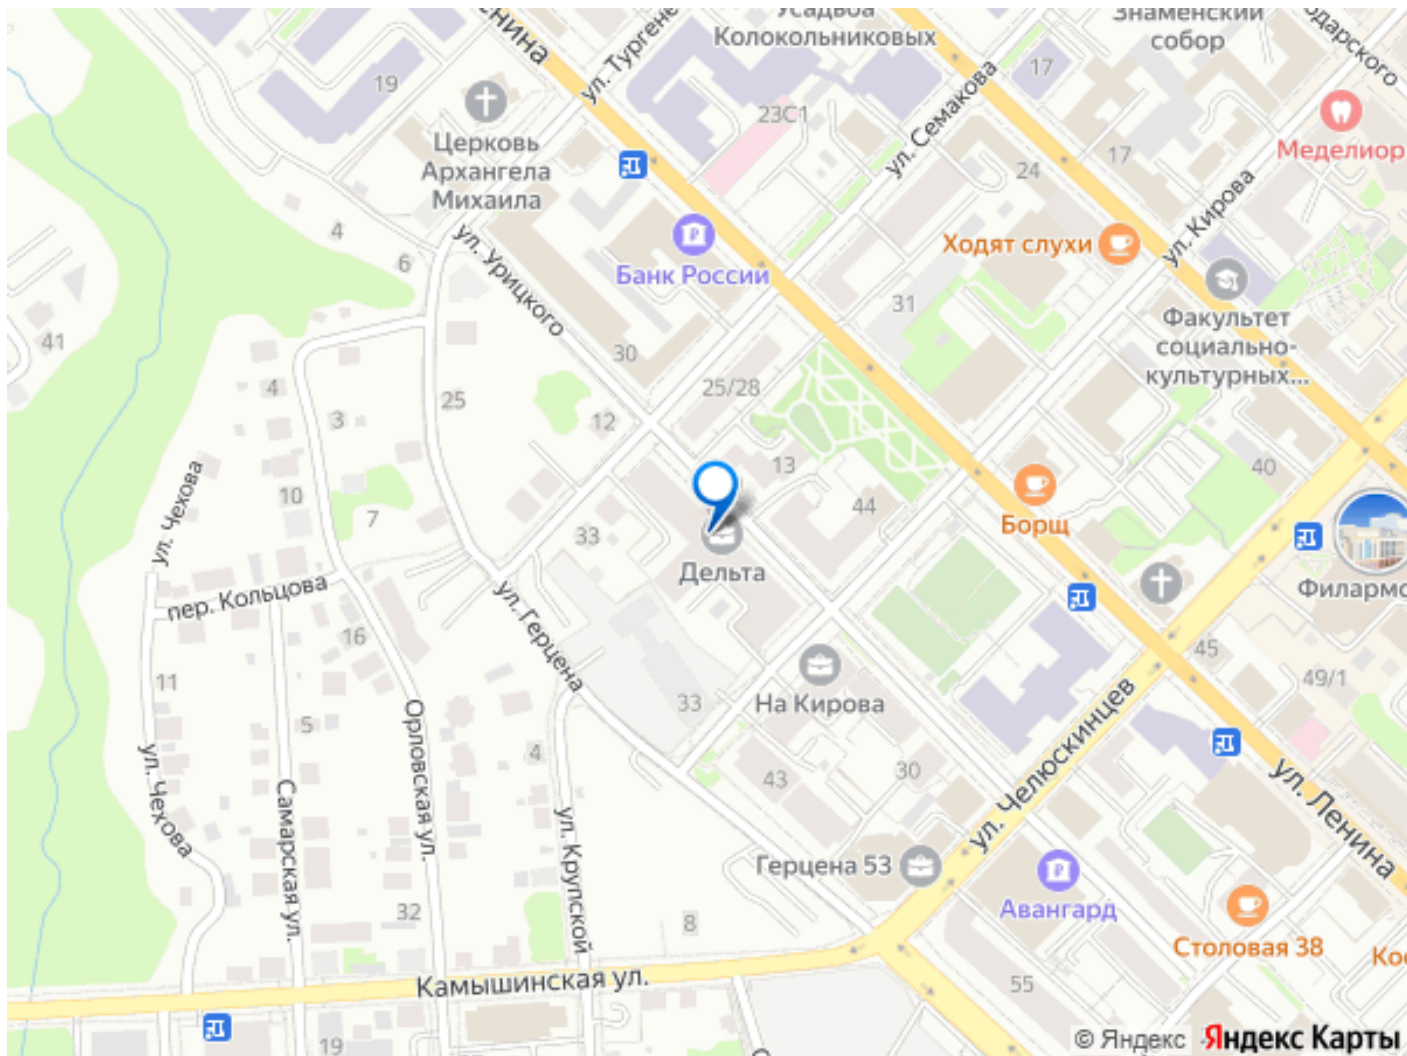 Усадьба
Колокольниковых
Знаменский
собор
ул. Тургене
19
17
23С1
ул. Семакова
Церковь
Архангела
Михаила
24
17
Меделиор
ул. Кирова
4
6
ул. Урицкого
Банк России
Ходят слухи
31
Факультет
социально-
культурных...
41
30
25/28
4
3
25
12
13
40
10
7
ул. Чехова
33
44
Борщ
Дельта
пер. Кольцова
ул. Герцена
16
Филармо
45
49/1
11
5
Орловская ул.
33
На Кирова
ул. Челюскинцев
4
43
30
ул. Чехова
Самарская ул.
ул. Крупской
ул. Ленина
Герцена 53
Авангард
32
8
Столовая 38
Камышинская ул.
55
19
© Яндекс Яндекс Карты